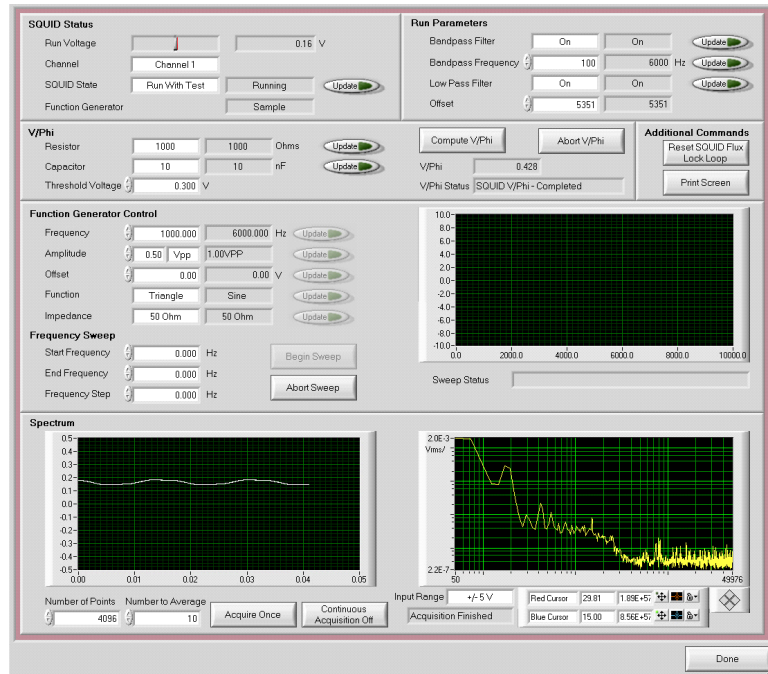 SQUID Status
Run Voltage 0.16 V
Channel Channel 1
SQUID State Run With Test Running Update
Function Generator Sample
Run Parameters
Bandpass Filter On On Update
Bandpass Frequency 100 6000 Hz Update
Low Pass Filter On On Update
Offset 5351 5351
V/Phi
Resistor 1000 1000 Ohms Update
Capacitor 10 10 nF Update
Threshold Voltage 0.300 V
Compute V/Phi Abort V/Phi
V/Phi 0.428
V/Phi Status SQUID V/Phi - Completed
Additional Commands
Reset SQUID Flux
Lock Loop
Print Screen
Function Generator Control
Frequency 1000.000 6000.000 Hz Update
Amplitude 0.50 Vpp 1.00VPP Update
Offset 0.00 0.00 V Update
Function Triangle Sine Update
Impedance 50 Ohm 50 Ohm Update
Frequency Sweep
Start Frequency 0.000 Hz Begin Sweep
End Frequency 0.000 Hz
Frequency Step 0.000 Hz Abort Sweep
10.0
8.0
6.0
4.0
2.0
0.0
-2.0
-4.0
-6.0
-8.0
-10.0
0.0 2000.0 4000.0 6000.0 8000.0 10000.0
Sweep Status
Spectrum
0.5
0.4
0.3
0.2
0.1
0.0
-0.1
-0.2
-0.3
-0.4
-0.5
0.00 0.01 0.02 0.03 0.04 0.05
2.0E-3
Vrms/
2.2E-7
50 49976
Number of Points Number to Average
4096 10 Acquire Once Continuous
Acquisition Off
Input Range +/- 5 V
Acquisition Finished
Red Cursor 29.81 1.89E+57
Blue Cursor 15.00 8.56E+57
Done